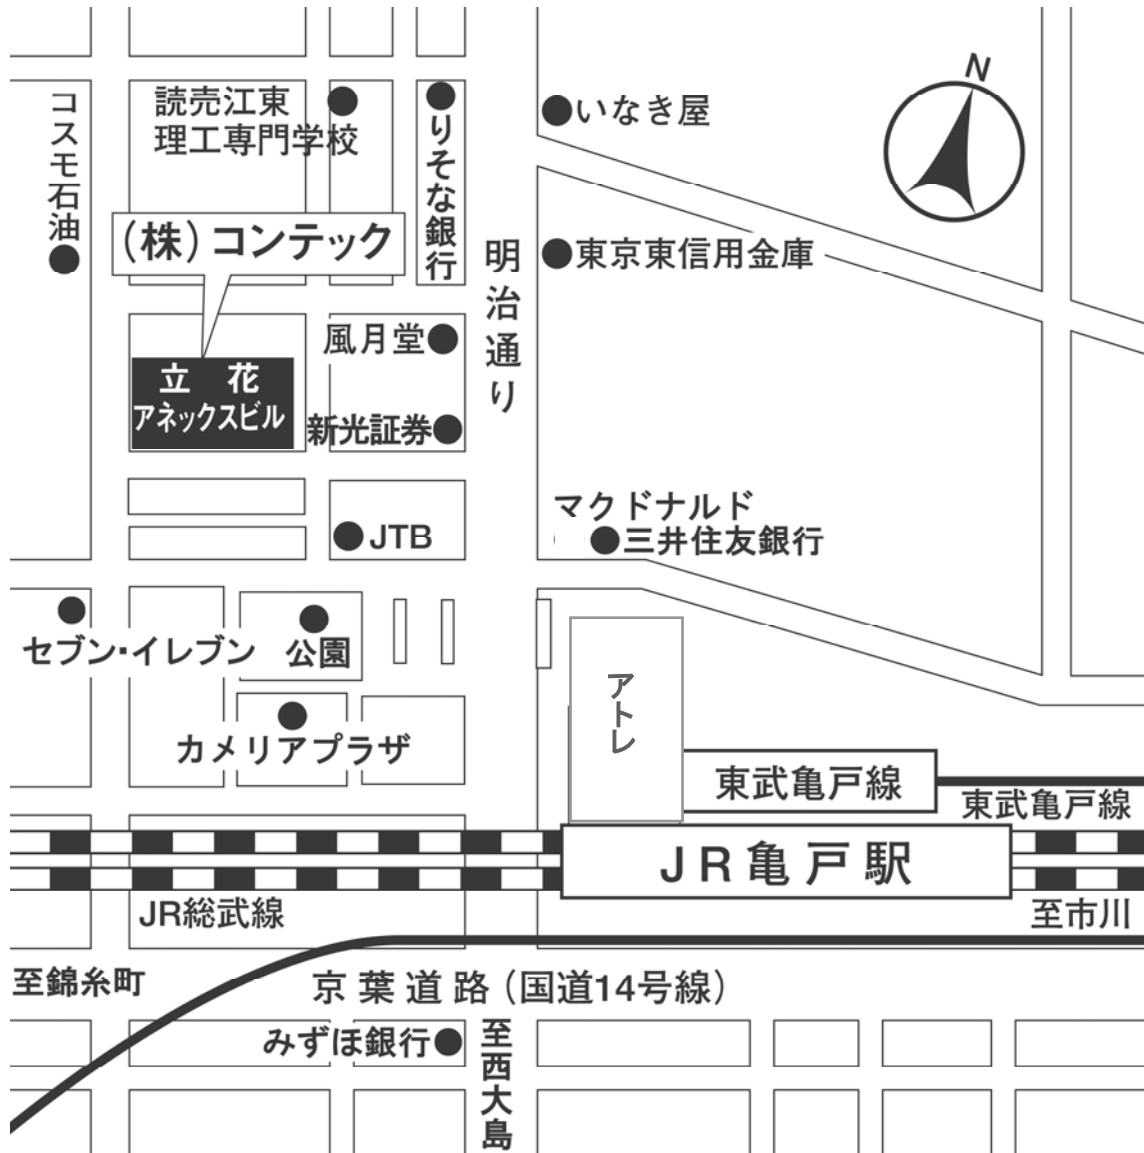 N
コスモ石油
読売江東
理工専門学校
りそな銀行
いなき屋
(株)コンテック
明治通り
東京東信用金庫
風月堂
立 花
アネックスビル
新光証券
マクドナルド
三井住友銀行
JTB
セブン・イレブン
公園
アトレ
カメリアプラザ
東武亀戸線
東武亀戸線
JR亀戸駅
JR総武線
至市川
至錦糸町
京葉道路(国道14号線)
みずほ銀行
至西大島